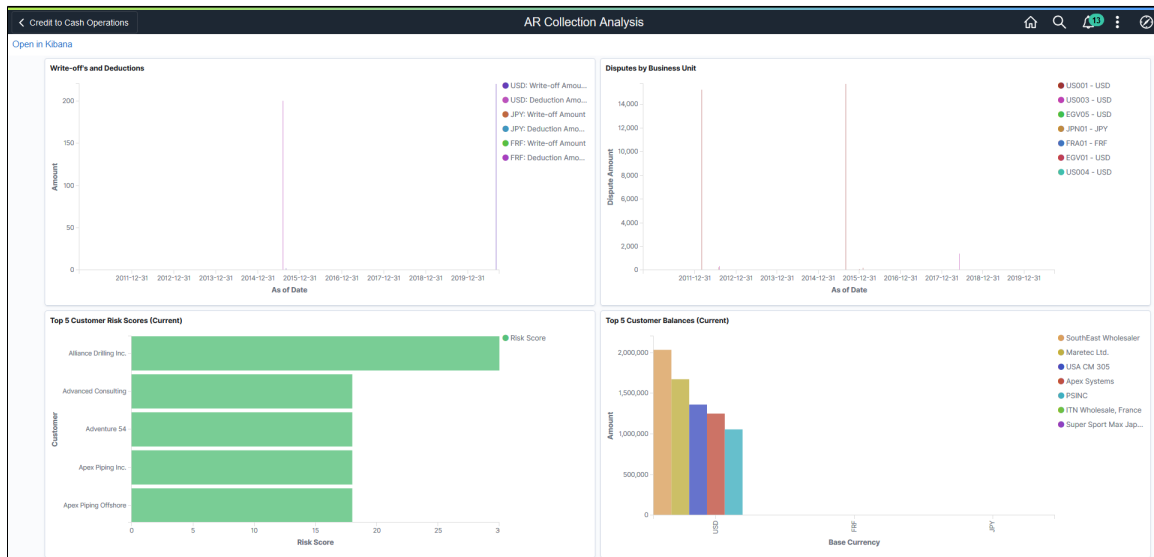 Credit to Cash Operations
AR Collection Analysis
13
Open in Kibana
Write-off's and Deductions
200
150
100
50
0
Amount
2011-12-31 2012-12-31 2013-12-31 2014-12-31 2015-12-31 2016-12-31 2017-12-31 2018-12-31 2019-12-31
As of Date
USD: Write-off Amou...
USD: Deduction Amo...
JPY: Write-off Amount
JPY: Deduction Amo...
FRF: Write-off Amount
FRF: Deduction Amo...
Disputes by Business Unit
14,000
12,000
10,000
8,000
6,000
4,000
2,000
0
Dispute Amount
2011-12-31 2012-12-31 2013-12-31 2014-12-31 2015-12-31 2016-12-31 2017-12-31 2018-12-31 2019-12-31
As of Date
US001 - USD
US003 - USD
EGV05 - USD
JPN01 - JPY
FRA01 - FRF
EGV01 - USD
US004 - USD
Top 5 Customer Risk Scores (Current)
Customer
Alliance Drilling Inc.
Advanced Consulting
Adventure 54
Apex Piping Inc.
Apex Piping Offshore
0 5 10 15 20 25 3
Risk Score
Risk Score
Top 5 Customer Balances (Current)
2,000,000
1,500,000
1,000,000
500,000
0
Amount
USD FRF JPY
Base Currency
SouthEast Wholesaler
Maretec Ltd.
USA CM 305
Apex Systems
PSINC
ITN Wholesale, France
Super Sport Max Jap...